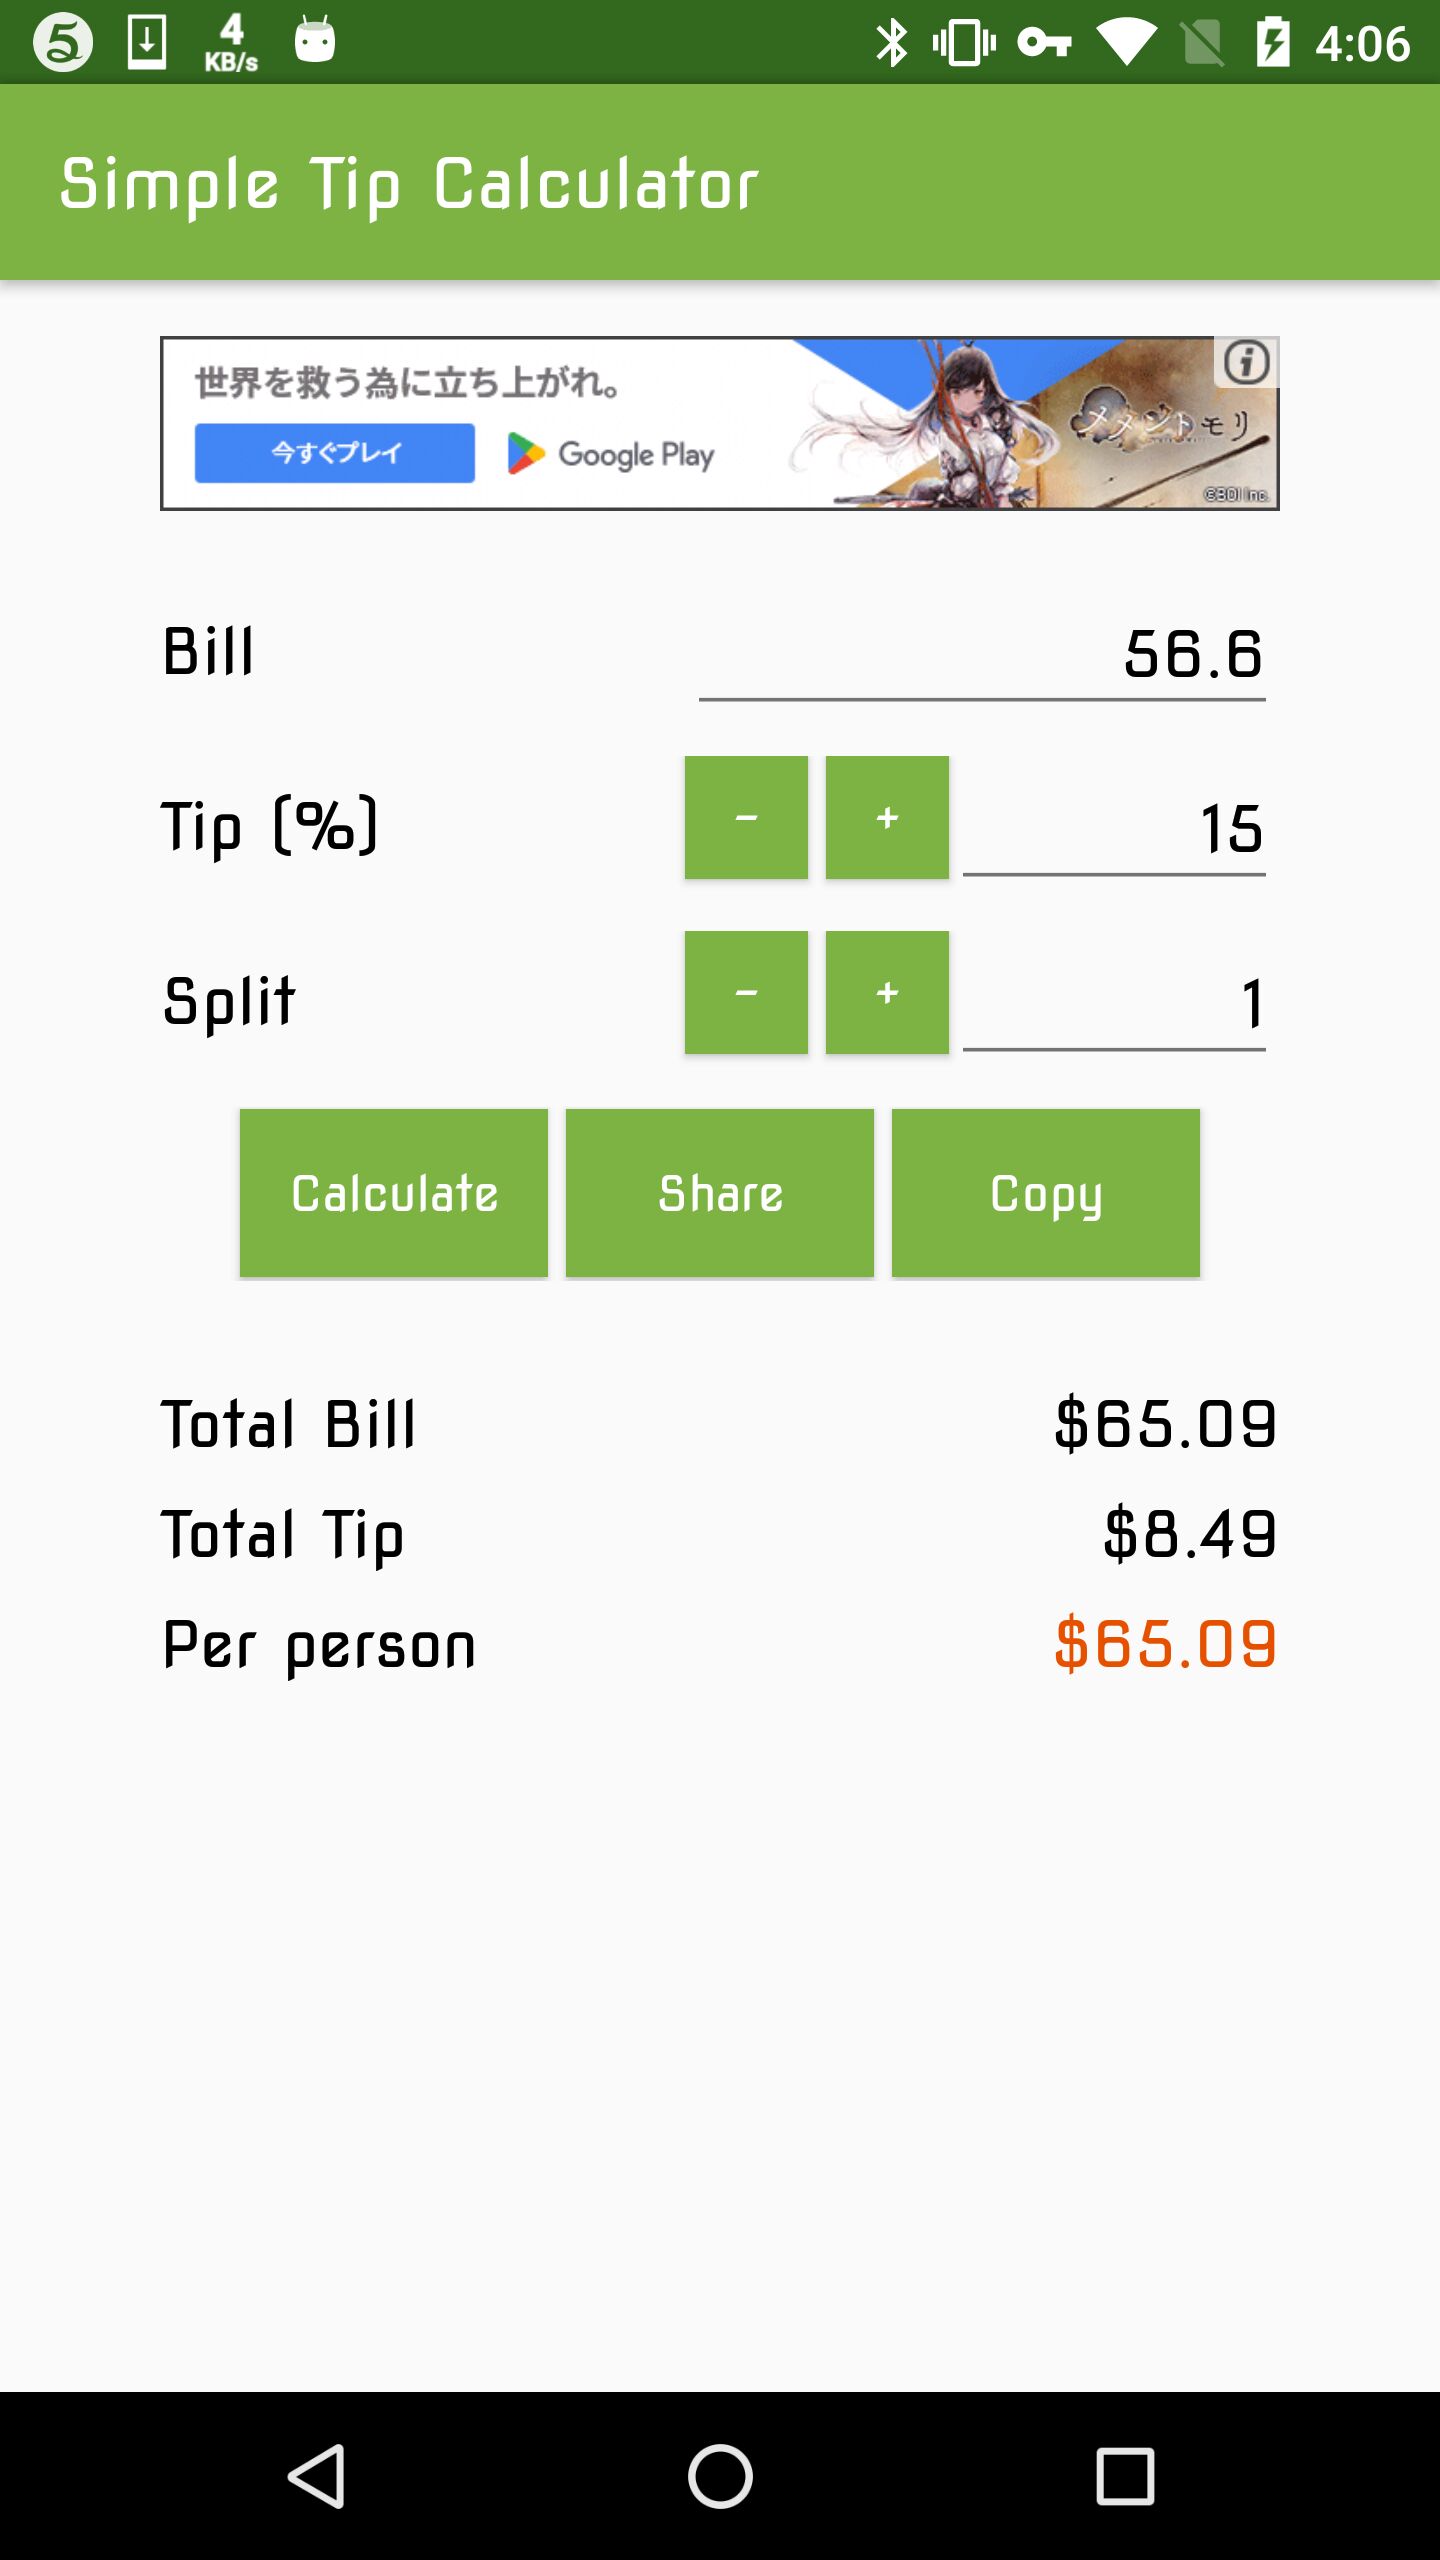 4
KB/s
4:06
Simple Tip Calculator
世界を救う為に立ち上がれ。
今すぐプレイ
Google Play
メメントモリ
©BOI Inc.
Bill
56.6
Tip (%)
-
+
15
Split
-
+
1
Calculate
Share
Copy
Total Bill
$65.09
Total Tip
$8.49
Per person
$65.09